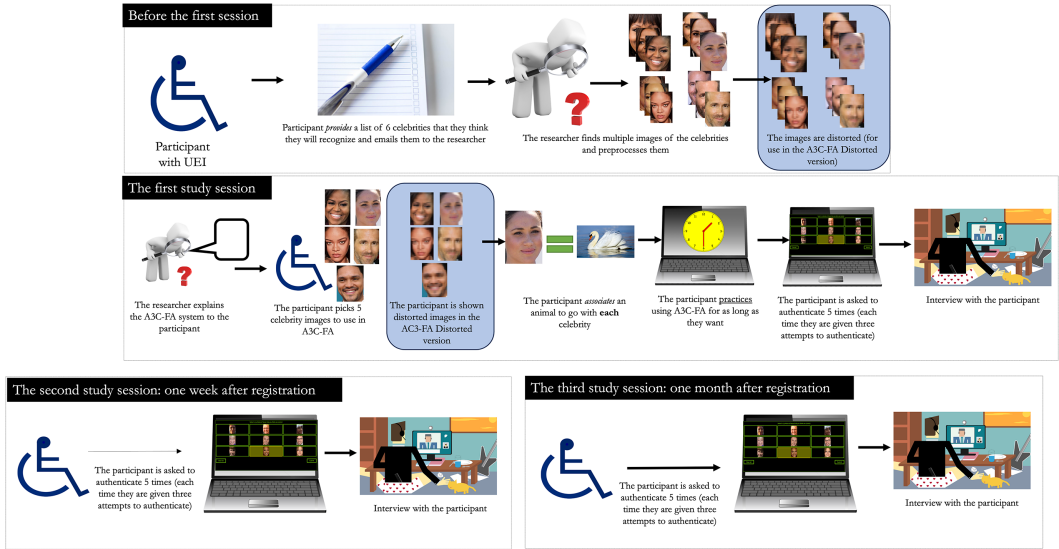 Before the first session
Participant
with UEI
Participant provides a list of 6 celebrities that they think
they will recognize and emails them to the researcher
The researcher finds multiple images of the celebrities
and preprocesses them
The images are distorted (for
use in the A3C-FA Distorted
version)
The first study session
The researcher explains
the A3C-FA system to the
participant
The participant picks 5
celebrity images to use in
A3C-FA
The participant is shown
distorted images in the
AC3-FA Distorted
version
The participant associates an
animal to go with each
celebrity
The participant practices
using A3C-FA for as long as
they want
The participant is asked to
authenticate 5 times (each
time they are given three
attempts to authenticate)
Interview with the participant
The second study session: one week after registration
The participant is asked to
authenticate 5 times (each
time they are given three
attempts to authenticate)
Interview with the participant
The third study session: one month after registration
The participant is asked to
authenticate 5 times (each
time they are given three
attempts to authenticate)
Interview with the participant